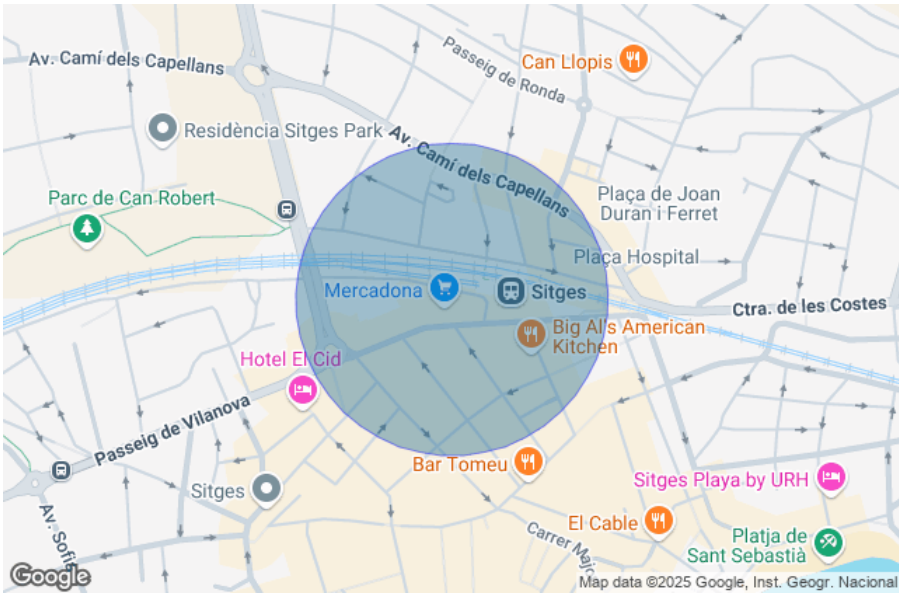 Can Llopis
Passeig de Ronda
Av. Camí dels Capellans
Residència Sitges Park
Av. Camí dels Capellans
Parc de Can Robert
Plaça de Joan
Duran i Ferret
Plaça Hospital
Mercadona
Sitges
Ctra. de les Costes
Big Al's American
Kitchen
Hotel El Cid
Passeig de Vilanova
Bar Tomeu
Sitges
Sitges Playa by URH
El Cable
Av. Sofia
Carrer Majo
Platja de
Sant Sebastià
Google
Map data ©2025 Google, Inst. Geogr. Nacional